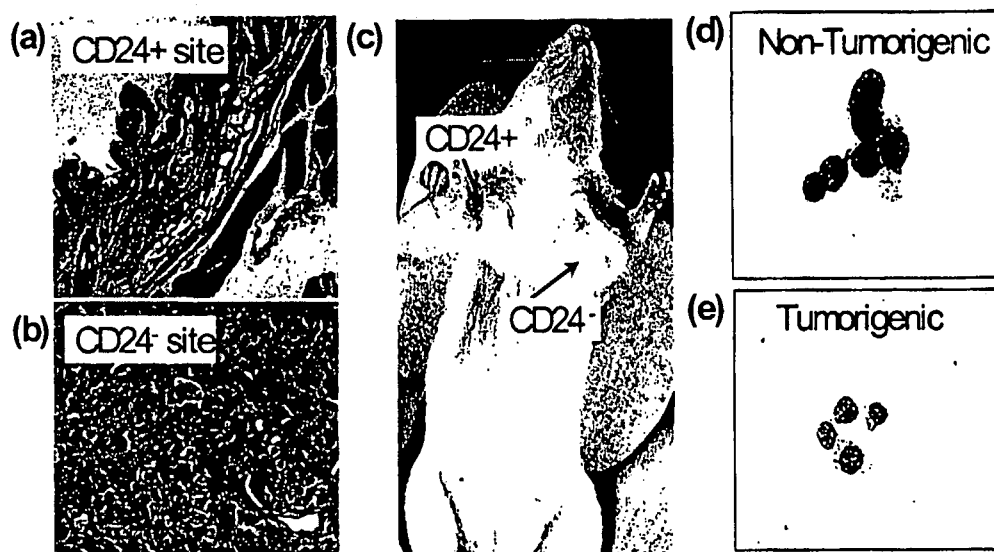 (a)
CD24+ site
(b)
CD24- site
(c)
CD24+
CD24-
(d)
Non-Tumorigenic
(e)
Tumorigenic